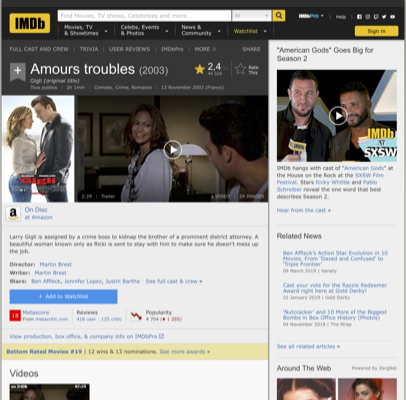 IMDb
Find Movies, TV shows, Celebrities and more...
All
IMDbPro
Help
Movies, TV & Showtimes
Celebs, Events & Photos
News & Community
Watchlist
Sign in
FULL CAST AND CREW | TRIVIA | USER REVIEWS | IMDbPro | MORE
SHARE
Amours troubles (2003)
Gigli (original title)
Tous publics | 2h 1min | Comedy, Crime, Romance | 12 November 2003 (France)
2,4
Rate This
2:29 | Trailer
1 VIDEO
On Disc
at Amazon
Larry Gigli is assigned by a crime boss to kidnap the brother of a prominent district attorney. A
beautiful woman known only as Ricki is sent to stay with him to make sure he doesn't mess up
the job.
Director: Martin Brest
Writer: Martin Brest
Stars: Ben Affleck, Jennifer Lopez, Justin Bartha | See full cast & crew »
+ Add to Watchlist
18
Metascore
From metacritic.com
Reviews
419 user | 125 critic
Popularity
View production, box office, & company info on IMDbPro
Bottom Rated Movies #19 | 12 wins & 13 nominations. See more awards »
Videos
"American Gods" Goes Big for
Season 2
IMDb
AT
SXSW
IMDb hangs with cast of "American Gods" at
the House on the Rock at the SXSW Film
Festival. Stars Ricky Whittle and Pablo
Schreiber reveal the one word that best
describes Season 2.
Hear from the cast »
Related News
Ben Affleck's Action Star Evolution in 10
Movies, From 'Dazed and Confused' to
'Triple Frontier'
09 March 2019 | Variety
Cast your vote for the Razzie Redeemer
Award right here at Gold Derby!
22 January 2019 | Gold Derby
'Nutcracker' and 10 More of the Biggest
Bombs in Box Office History (Photos)
04 November 2018 | The Wrap
See all related articles »
Around The Web
Powered by ZergNet